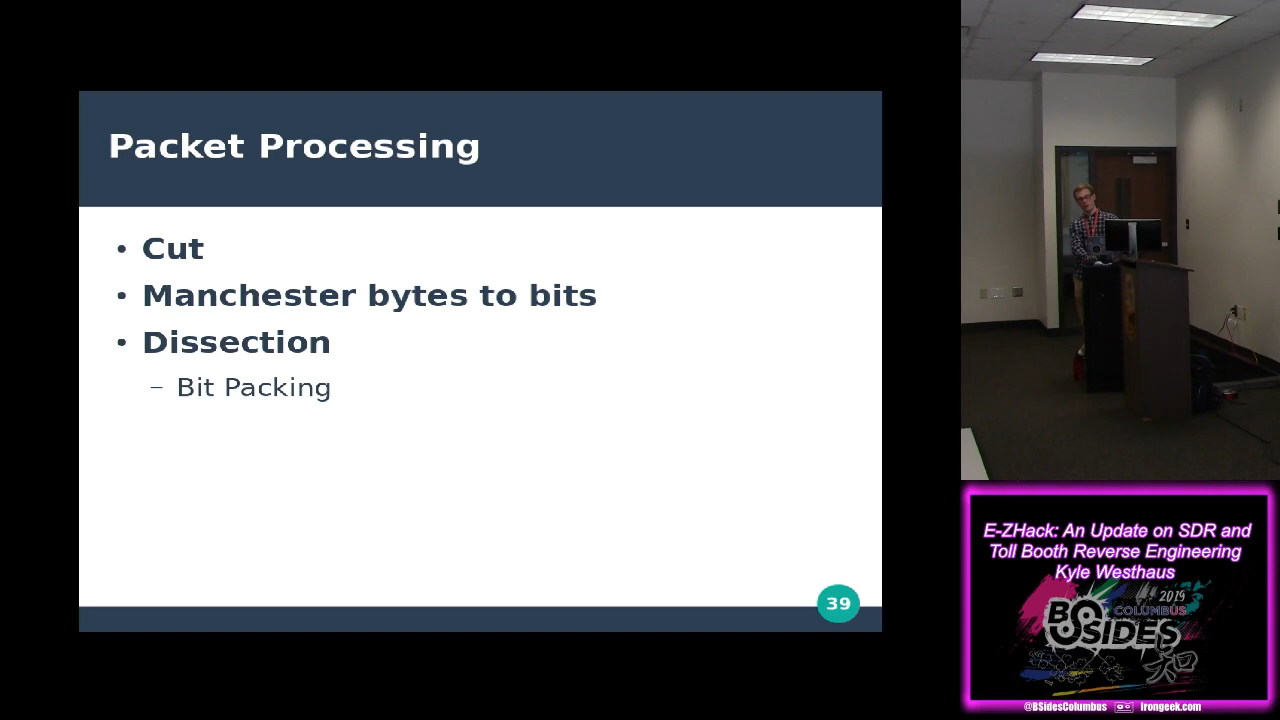 Packet Processing
• Cut
• Manchester bytes to bits
• Dissection
– Bit Packing
39
E-ZHack: An Update on SDR and
Toll Booth Reverse Engineering
Kyle Westhaus
2019
COLUMBUS
BSIDES
知
@BSidesColumbus irongeek.com